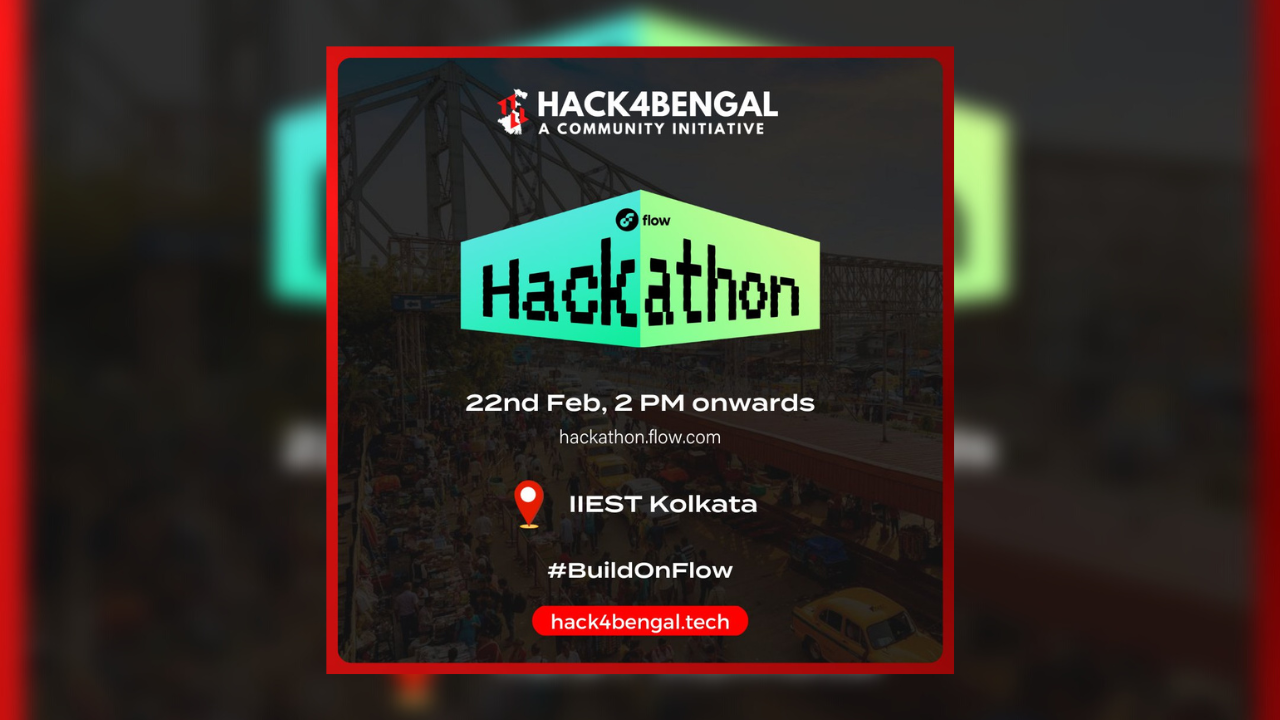 HACK4BENGAL
A COMMUNITY INITIATIVE
flow
Hackathon
22nd Feb, 2 PM onwards
hackathon.flow.com
IIEST Kolkata
#BuildOnFlow
hack4bengal.tech